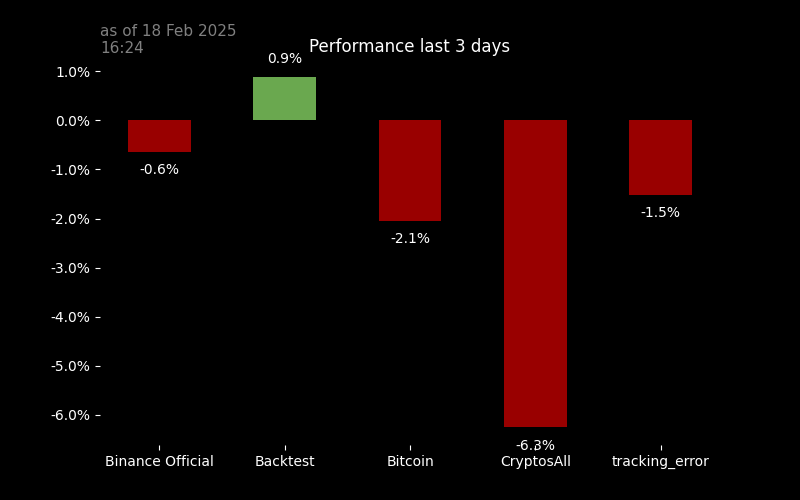 as of 18 Feb 2025
16:24
Performance last 3 days
0.9%
1.0%
0.0%
-1.0%
-2.0%
-3.0%
-4.0%
-5.0%
-6.0%
-0.6%
-2.1%
-6.3%
-1.5%
Binance Official
Backtest
Bitcoin
CryptosAll
tracking_error